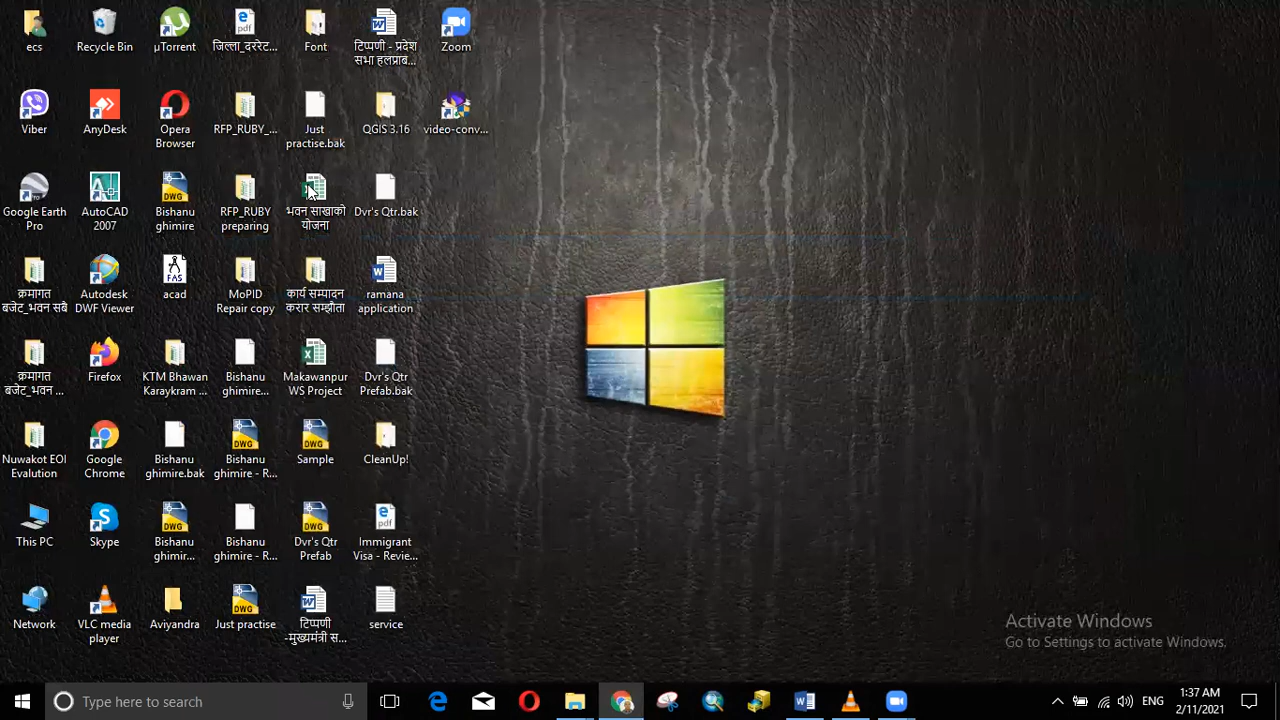 ecs
Recycle Bin
µTorrent
जिल्ला_दररेट...
Font
टिप्पणी - प्रदेश
सभा हलप्राब...
Zoom
Viber
AnyDesk
Opera
Browser
RFP_RUBY_...
Just
practise.bak
QGIS 3.16
video-conv...
Google Earth
Pro
AutoCAD
2007
Bishanu
ghimire
RFP_RUBY
preparing
भवन साखाको
योजना
Dvr's Qtr.bak
क्रमागत
बजेट_भवन सबै
Autodesk
DWF Viewer
acad
MoPID
Repair copy
कार्य सम्पादन
करार सम्झौता
ramana
application
क्रमागत
बजेट_भवन ...
Firefox
KTM Bhawan
Karaykram ...
Bishanu
ghimire...
Makawanpur
WS Project
Dvr's Qtr
Prefab.bak
Nuwakot EOI
Evalution
Google
Chrome
Bishanu
ghimire.bak
Bishanu
ghimire - R...
Sample
CleanUp!
This PC
Skype
Bishanu
ghimir...
Bishanu
ghimire - R...
Dvr's Qtr
Prefab
Immigrant
Visa - Revie...
Network
VLC media
player
Aviyandra
Just practise
टिप्पणी
-मुख्यमन्त्री स...
service
Activate Windows
Go to Settings to activate Windows.
Type here to search
ENG
1:37 AM
2/11/2021